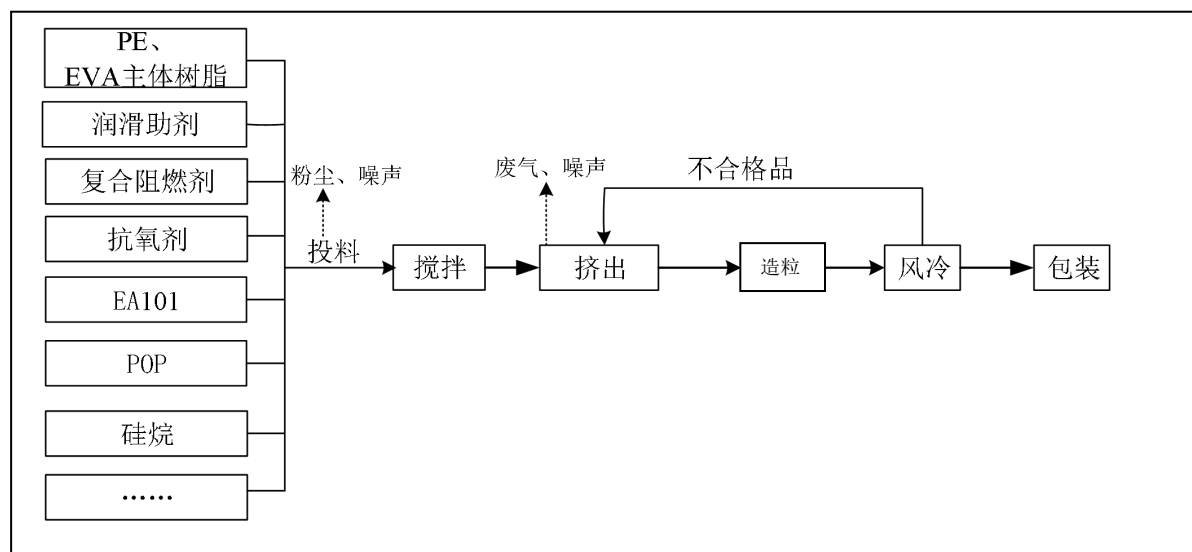 PE、
EVA主体树脂
润滑助剂
复合阻燃剂
抗氧剂
EA101
POP
硅烷
……
粉尘、噪声
投料
搅拌
废气、噪声
不合格品
挤出
造粒
风冷
包装